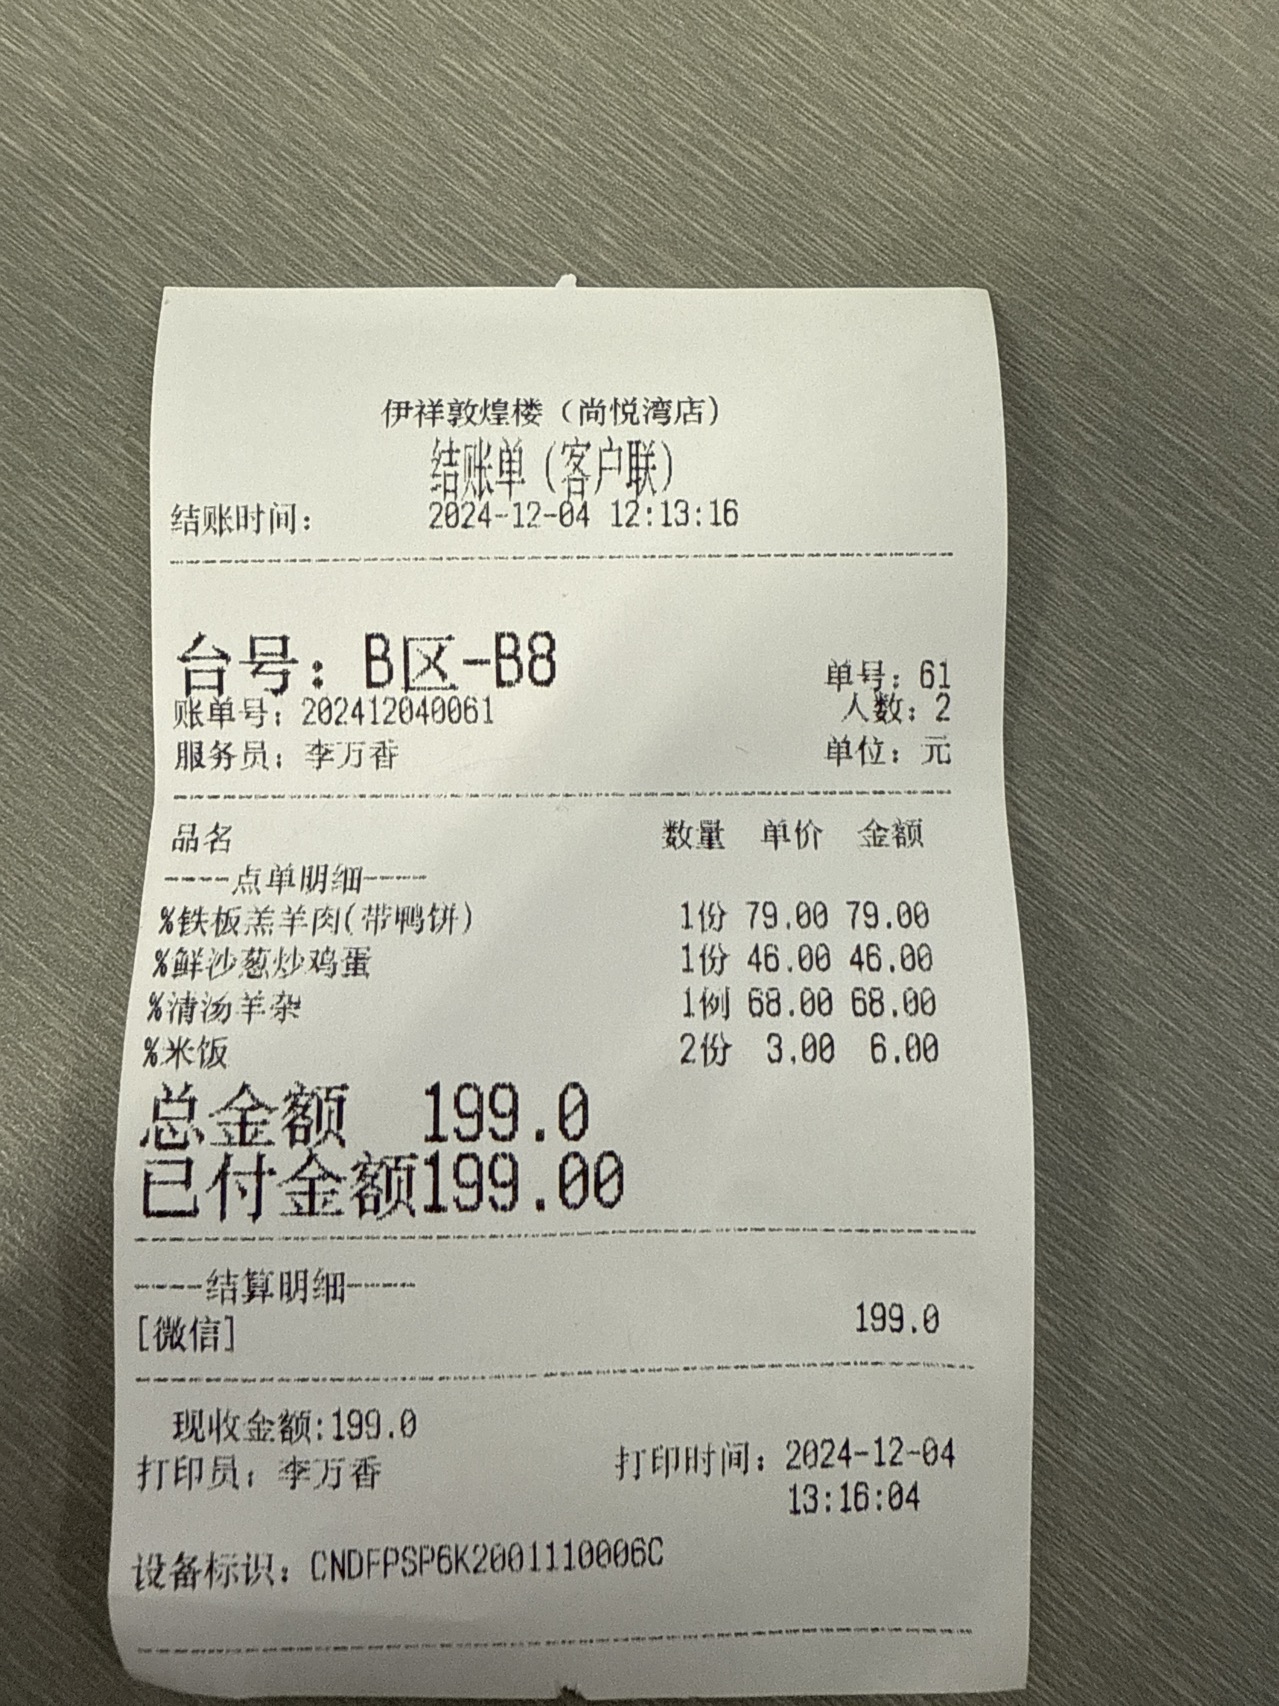 伊祥敦煌楼（尚悦湾店）
结账单（客户联）
结账时间： 2024-12-04 12:13:16
台号：B区-B8 单号：61
账单号：202412040061 人数：2
服务员：李万香 单位：元
品名 数量 单价 金额
----点单明细----
%铁板羔羊肉(带鸭饼) 1份 79.00 79.00
%鲜沙葱炒鸡蛋 1份 46.00 46.00
%清汤羊杂 1例 68.00 68.00
%米饭 2份 3.00 6.00
总金额 199.0
已付金额199.00
----结算明细----
[微信] 199.0
现收金额:199.0
打印员：李万香 打印时间：2024-12-04
13:16:04
设备标识：CNDFPSP6K2001110006C